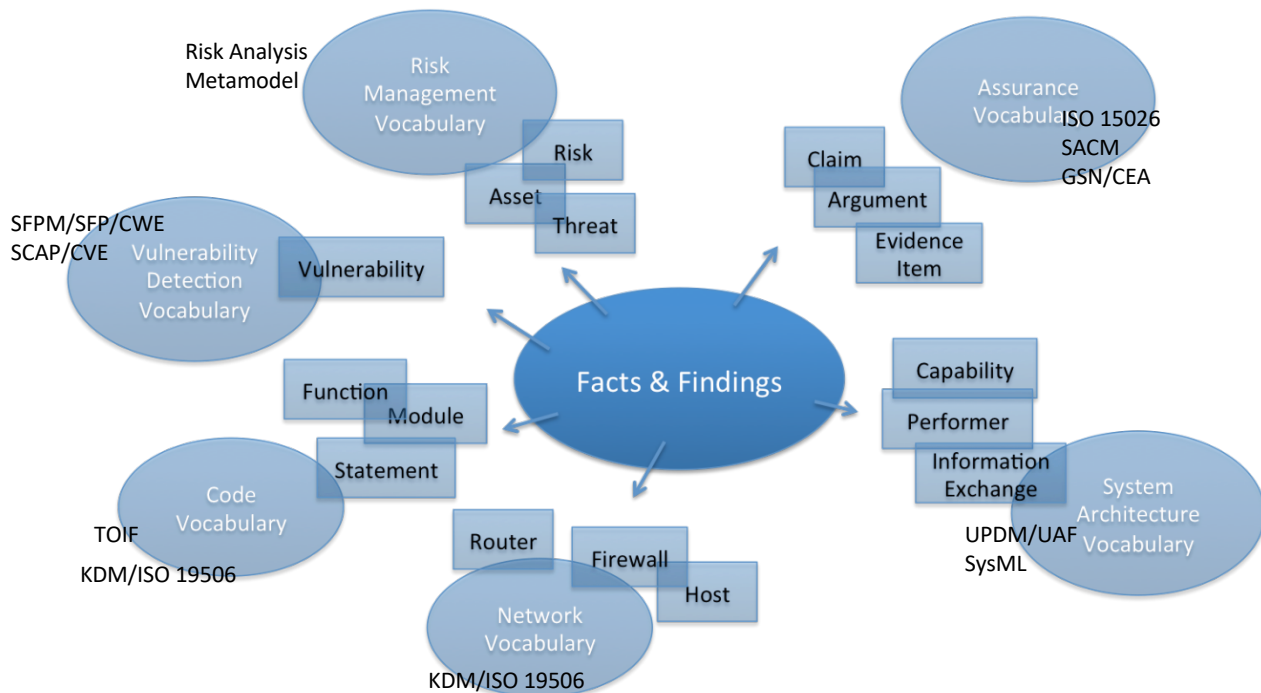 Risk Analysis
Metamodel
Risk
Management
Vocabulary
Risk
Asset
Threat
Assurance
Vocabulary
ISO 15026
SACM
GSN/CEA
Claim
Argument
Evidence
Item
SFPM/SFP/CWE
SCAP/CVE
Vulnerability
Detection
Vocabulary
Vulnerability
Facts & Findings
Function
Module
Statement
Code
Vocabulary
TOIF
KDM/ISO 19506
Router
Firewall
Host
Network
Vocabulary
KDM/ISO 19506
Capability
Performer
Information
Exchange
System
Architecture
Vocabulary
UPDM/UAF
SysML